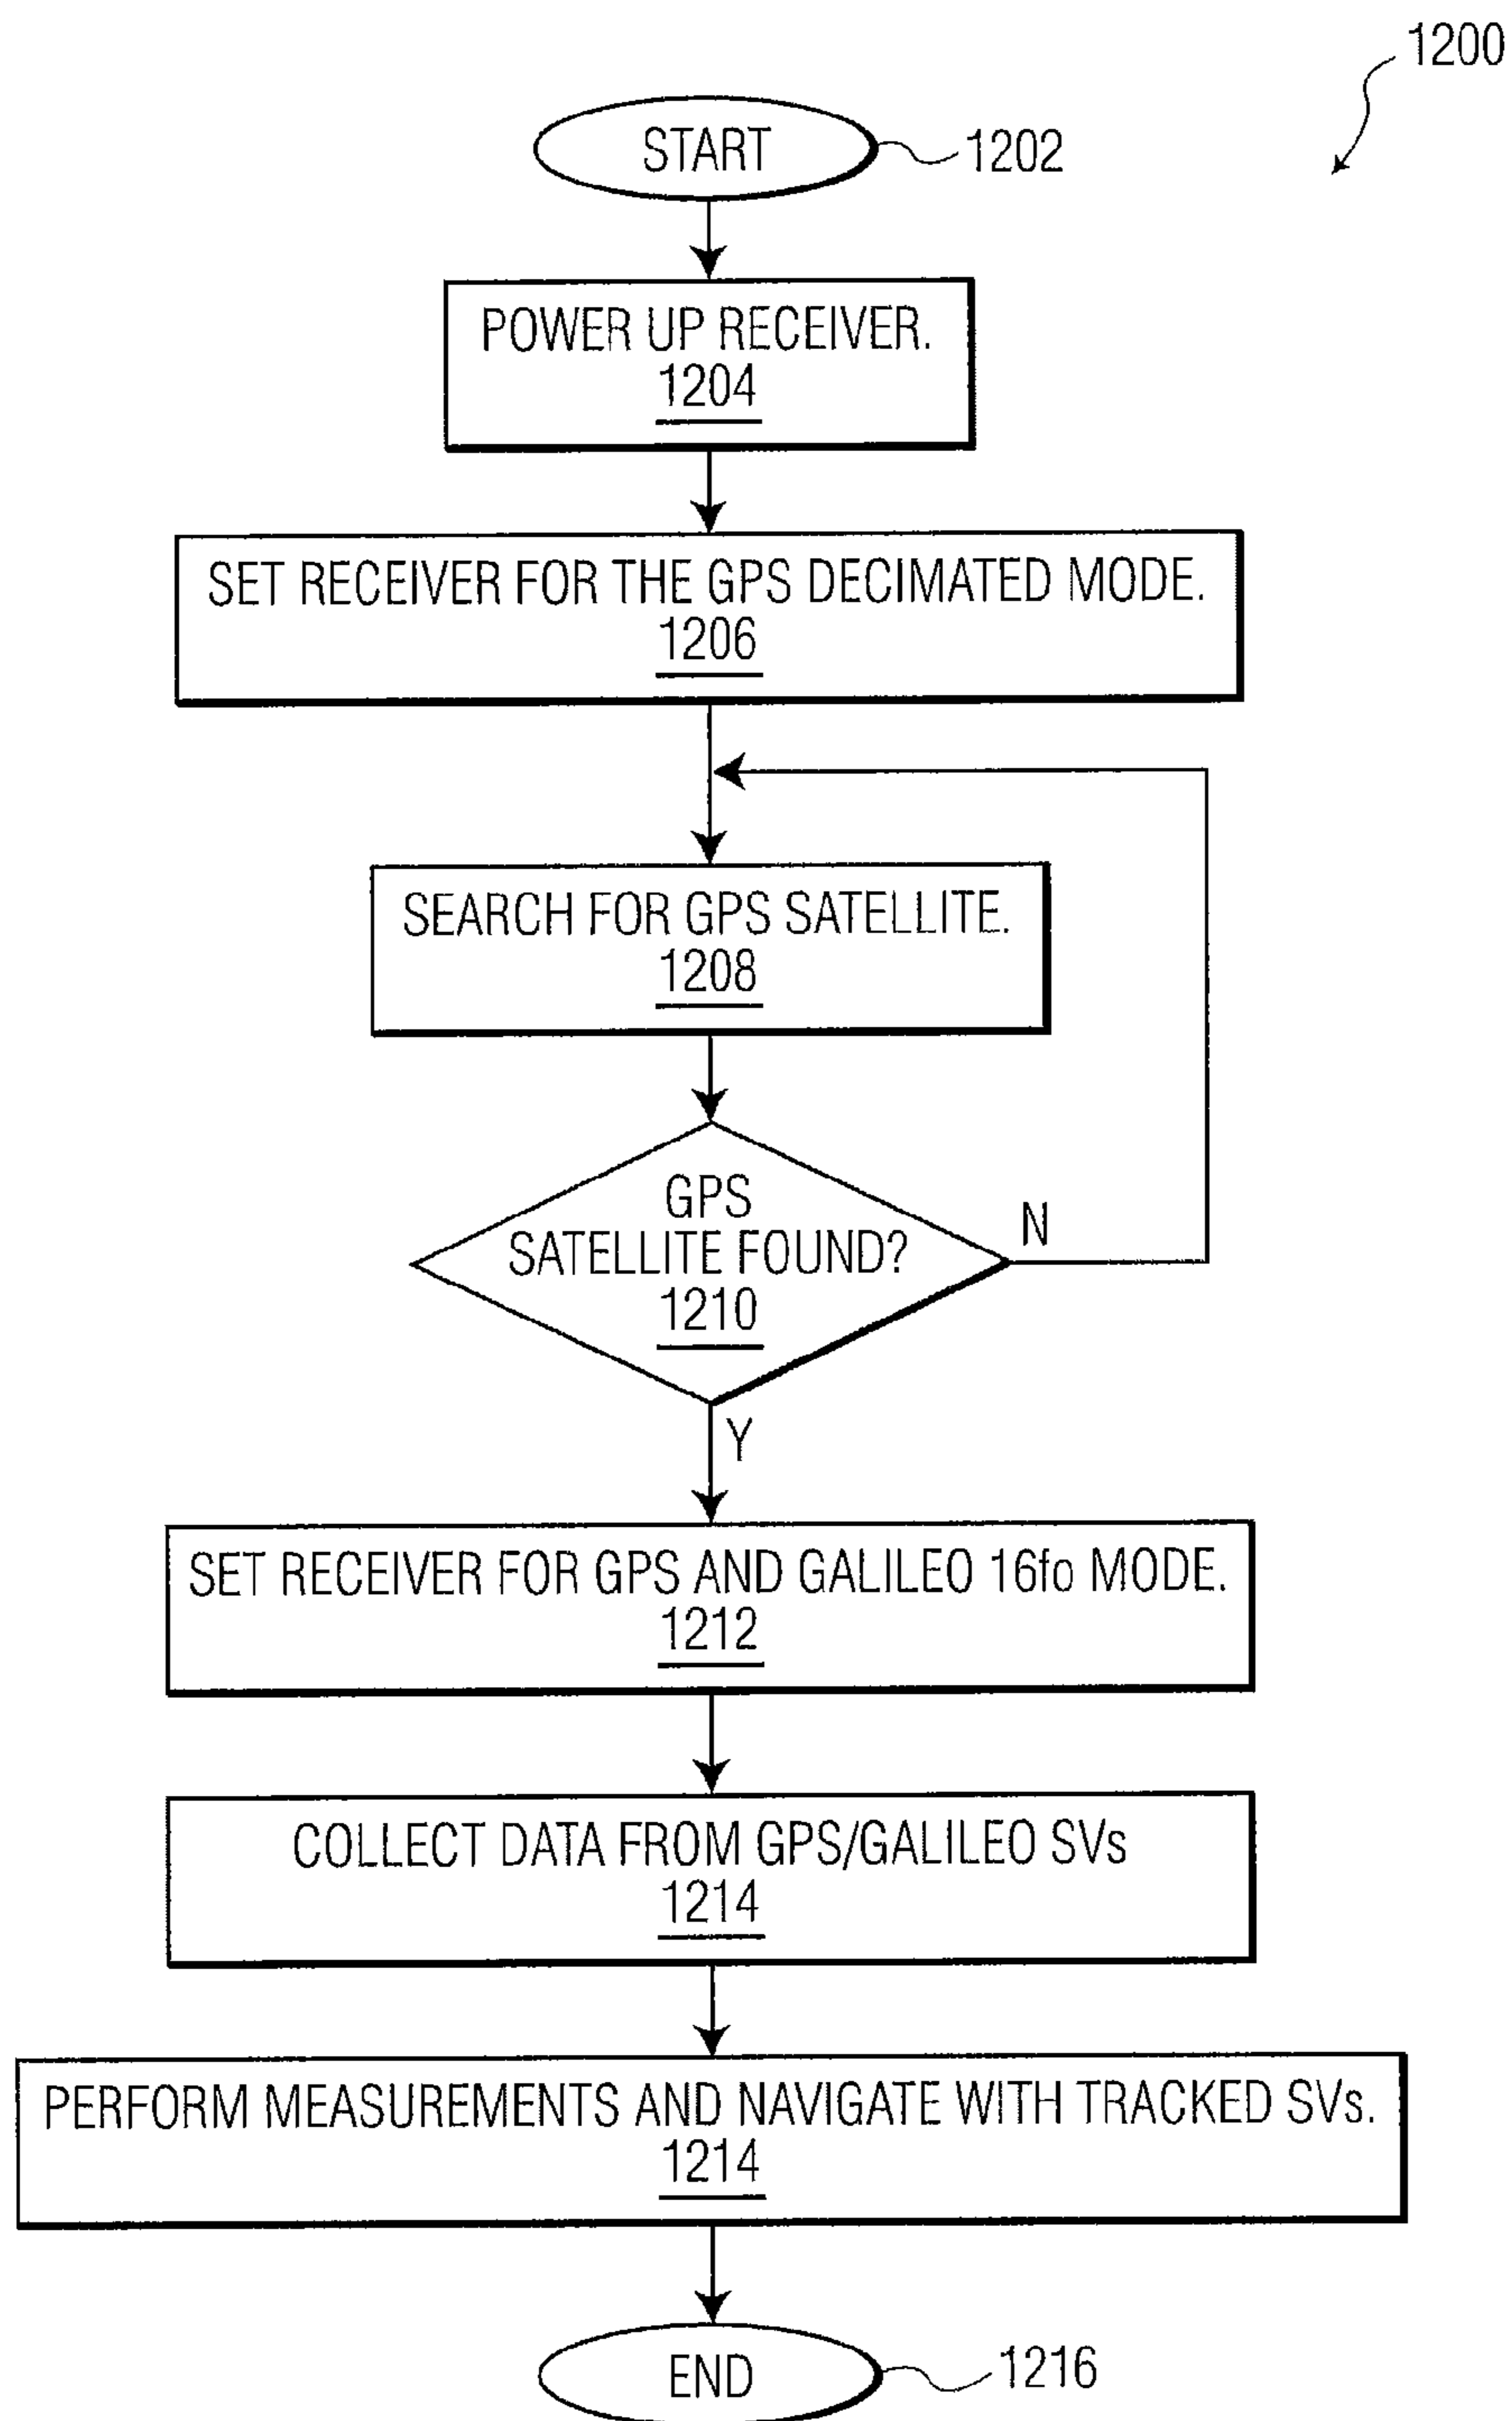 1200
START
1202
POWER UP RECEIVER.
1204
SET RECEIVER FOR THE GPS DECIMATED MODE.
1206
SEARCH FOR GPS SATELLITE.
1208
GPS
SATELLITE FOUND?
1210
N
Y
SET RECEIVER FOR GPS AND GALILEO 16fo MODE.
1212
COLLECT DATA FROM GPS/GALILEO SVs
1214
PERFORM MEASUREMENTS AND NAVIGATE WITH TRACKED SVs.
1214
END
1216